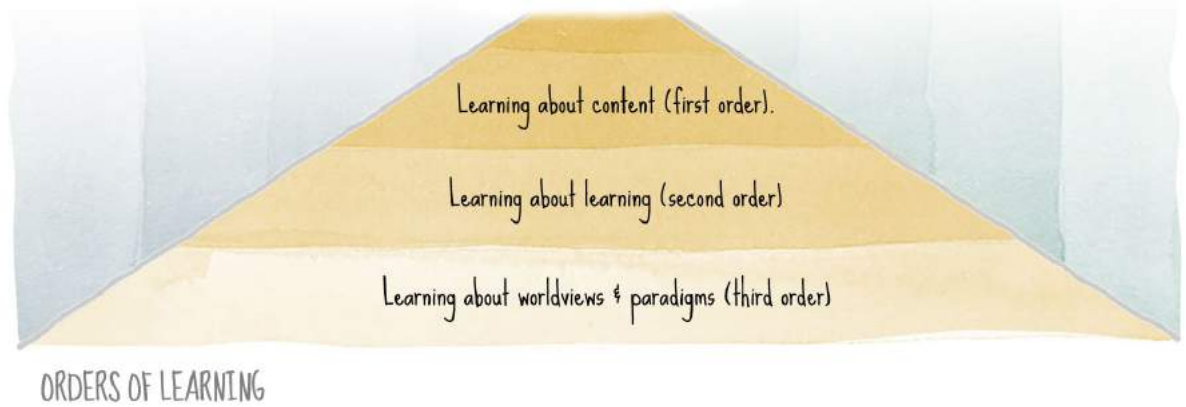 Learning about content (first order).
Learning about learning (second order)
Learning about worldviews & paradigms (third order)
ORDERS OF LEARNING